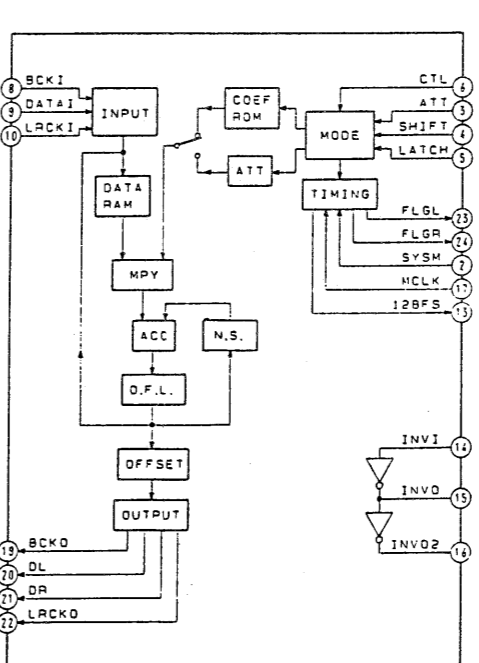 8 BCKI
9 DATAI
10 LRCKI
INPUT
COEF
ROM
ATT
MODE
TIMING
CTL 6
ATT 3
SHIFT 4
LATCH 5
FLGL 23
FLGR 24
SYSM 2
MCLK 17
128FS 13
DATA
RAM
MPY
ACC
N.S.
O.F.L.
OFFSET
OUTPUT
INVI 14
INVO 15
INVO2 16
19 BCKO
20 DL
21 DR
22 LRCKO